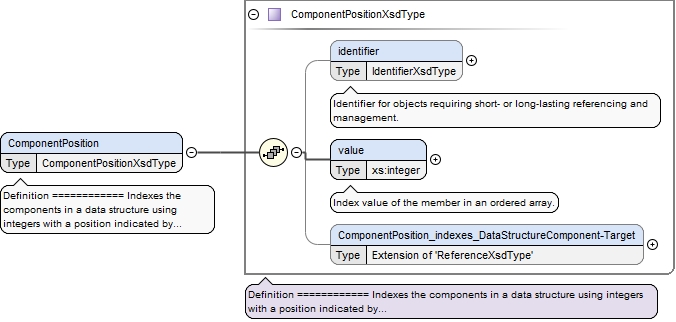 ComponentPositionXsdType
identifier
Type IdentifierXsdType
Identifier for objects requiring short- or long-lasting referencing and
management.
ComponentPosition
Type ComponentPositionXsdType
Definition ============ Indexes the
components in a data structure using
integers with a position indicated by...
value
Type xs:integer
Index value of the member in an ordered array.
ComponentPosition_indexes_DataStructureComponent-Target
Type Extension of 'ReferenceXsdType'
Definition ============ Indexes the components in a data structure using integers
with a position indicated by...